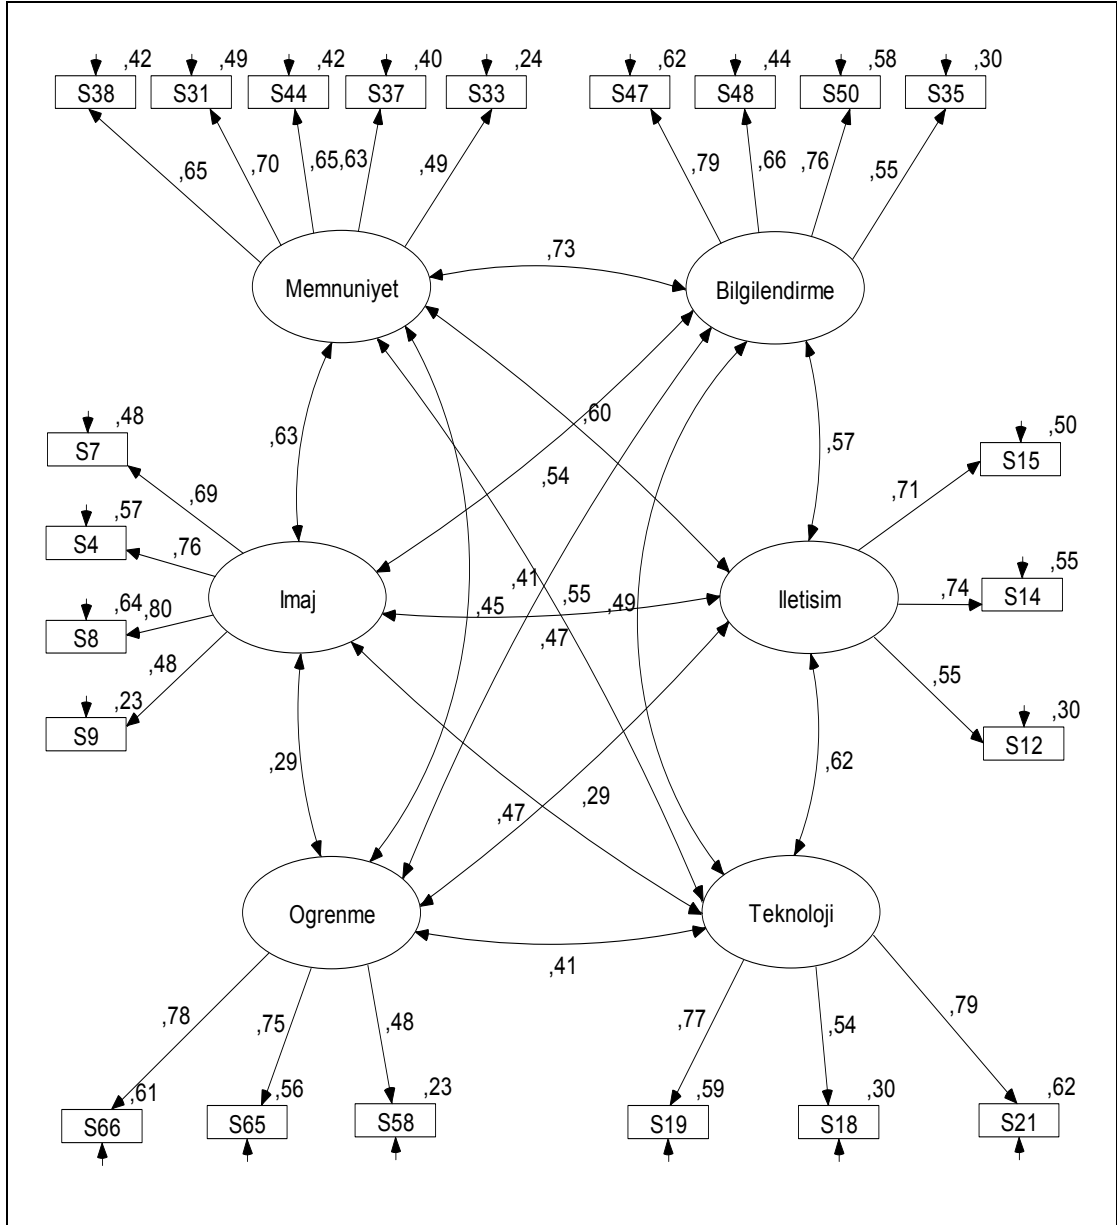 ,42 ,49 ,42 ,40 ,24 ,62 ,44 ,58 ,30
S38 S31 S44 S37 S33 S47 S48 S50 S35
,65 ,70 ,65 ,63 ,49 ,79 ,66 ,76 ,55
,73
Memnuniyet Bilgilendirme
,48 ,60 ,50
S7 ,63 ,57 S15
,69 ,54 ,71
,57
S4 ,76 ,55
,64 ,80 Imaj ,41 Iletisim ,74 S14
S8 ,45 ,55 ,49
,47
,48 ,55
,23 ,30
S9 S12
,29 ,62
,47 ,29
Ogrenme Teknoloji
,41
,78 ,75 ,48 ,77 ,54 ,79
,61 ,56 ,23 ,59 ,30 ,62
S66 S65 S58 S19 S18 S21